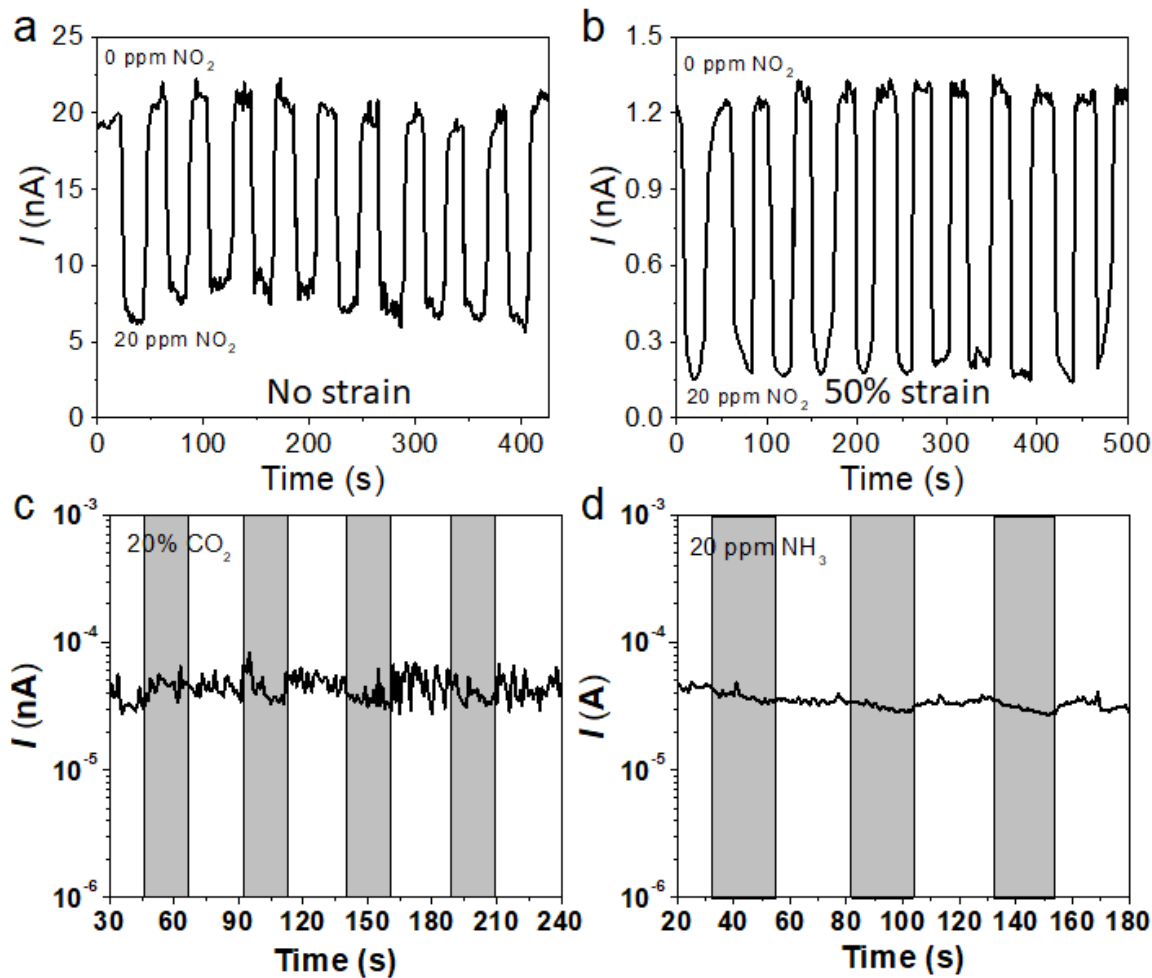 a
25
20
15
10
5
0
I (nA)
0 ppm NO₂
20 ppm NO₂
No strain
0 100 200 300 400
Time (s)
b
1.5
1.2
0.9
0.6
0.3
0.0
I (nA)
0 ppm NO₂
20 ppm NO₂
50% strain
0 100 200 300 400 500
Time (s)
c
10⁻³
10⁻⁴
10⁻⁵
10⁻⁶
I (nA)
20% CO₂
30 60 90 120 150 180 210 240
Time (s)
d
10⁻³
10⁻⁴
10⁻⁵
10⁻⁶
I (A)
20 ppm NH₃
20 40 60 80 100 120 140 160 180
Time (s)